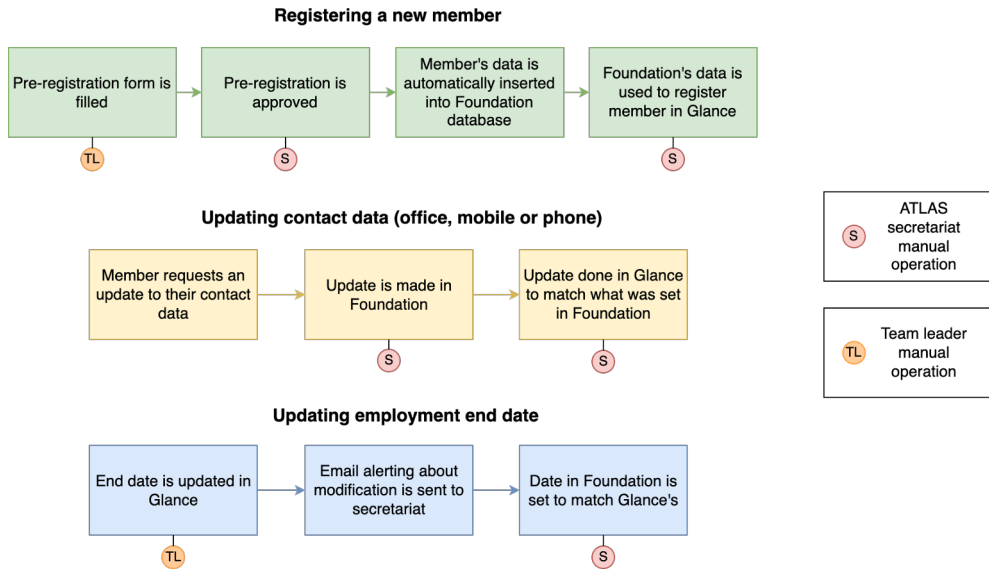 Registering a new member
Pre-registration form is
filled
Pre-registration is
approved
Member's data is
automatically inserted
into Foundation
database
Foundation's data is
used to register
member in Glance
TL
S
S
Updating contact data (office, mobile or phone)
Member requests an
update to their contact
data
Update is made in
Foundation
Update done in Glance
to match what was set
in Foundation
S
S
Updating employment end date
End date is updated in
Glance
Email alerting about
modification is sent to
secretariat
Date in Foundation is
set to match Glance's
TL
S
S
ATLAS
secretariat
manual
operation
TL
Team leader
manual
operation